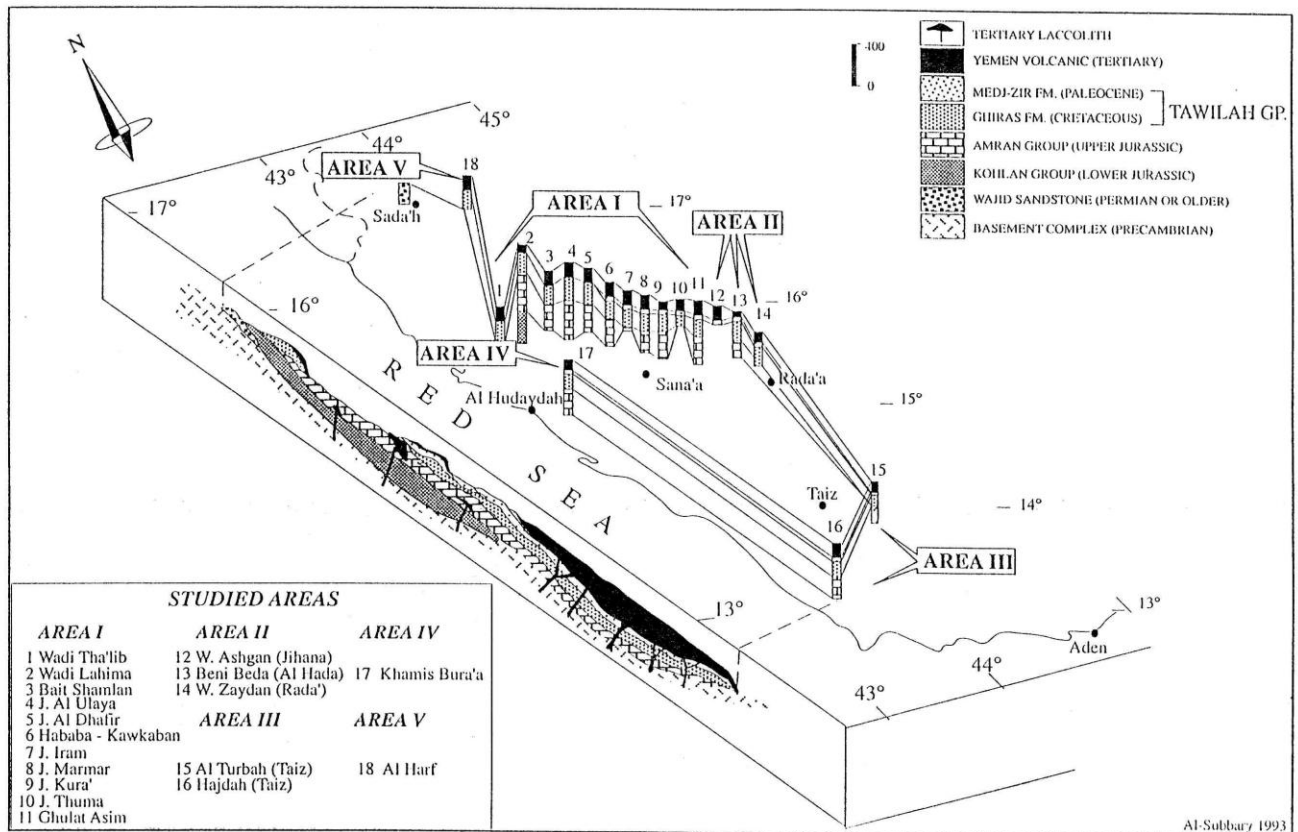 N
400
0
TERTIARY LACCOLITH
YEMEN VOLCANIC (TERTIARY)
MEDJ-ZIR FM. (PALEOCENE)
GHIRAS FM. (CRETACEOUS)
TAWILAH GP.
AMRAN GROUP (UPPER JURASSIC)
KOHLAN GROUP (LOWER JURASSIC)
WAJID SANDSTONE (PERMIAN OR OLDER)
BASEMENT COMPLEX (PRECAMBRIAN)
43°
44°
45°
17°
AREA V
18
Sada'h
AREA I
17°
AREA II
1
2
3
4
5
6
7
8
9
10
11
12
13
14
16°
16°
AREA IV
17
Sana'a
Rada'a
Al Hudaydah
15°
RED SEA
Taiz
15
14°
16
AREA III
13°
13°
Aden
43°
44°
STUDIED AREAS
AREA I
1 Wadi Tha'lib
2 Wadi Lahima
3 Bait Shamlan
4 J. Al Ulaya
5 J. Al Dhafir
6 Hababa - Kawkaban
7 J. Iram
8 J. Marmar
9 J. Kura'
10 J. Thuma
11 Ghulat Asim
AREA II
12 W. Ashgan (Jihana)
13 Beni Beda (Al Hada)
14 W. Zaydan (Rada')
AREA III
15 Al Turbah (Taiz)
16 Hajdah (Taiz)
AREA IV
17 Khamis Bura'a
AREA V
18 Al Harf
Al-Subbary 1993